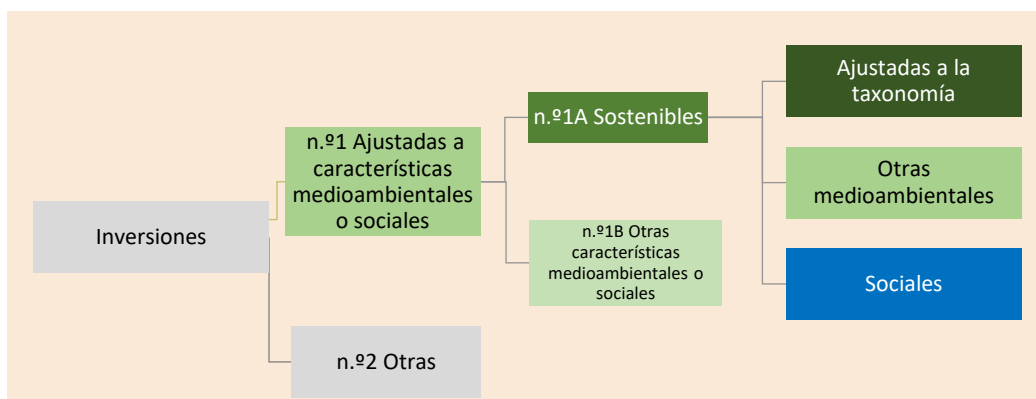 Inversiones
n.º1 Ajustadas a
características
medioambientales
o sociales
n.º2 Otras
n.º1A Sostenibles
n.º1B Otras
características
medioambientales o
sociales
Ajustadas a la
taxonomía
Otras
medioambientales
Sociales